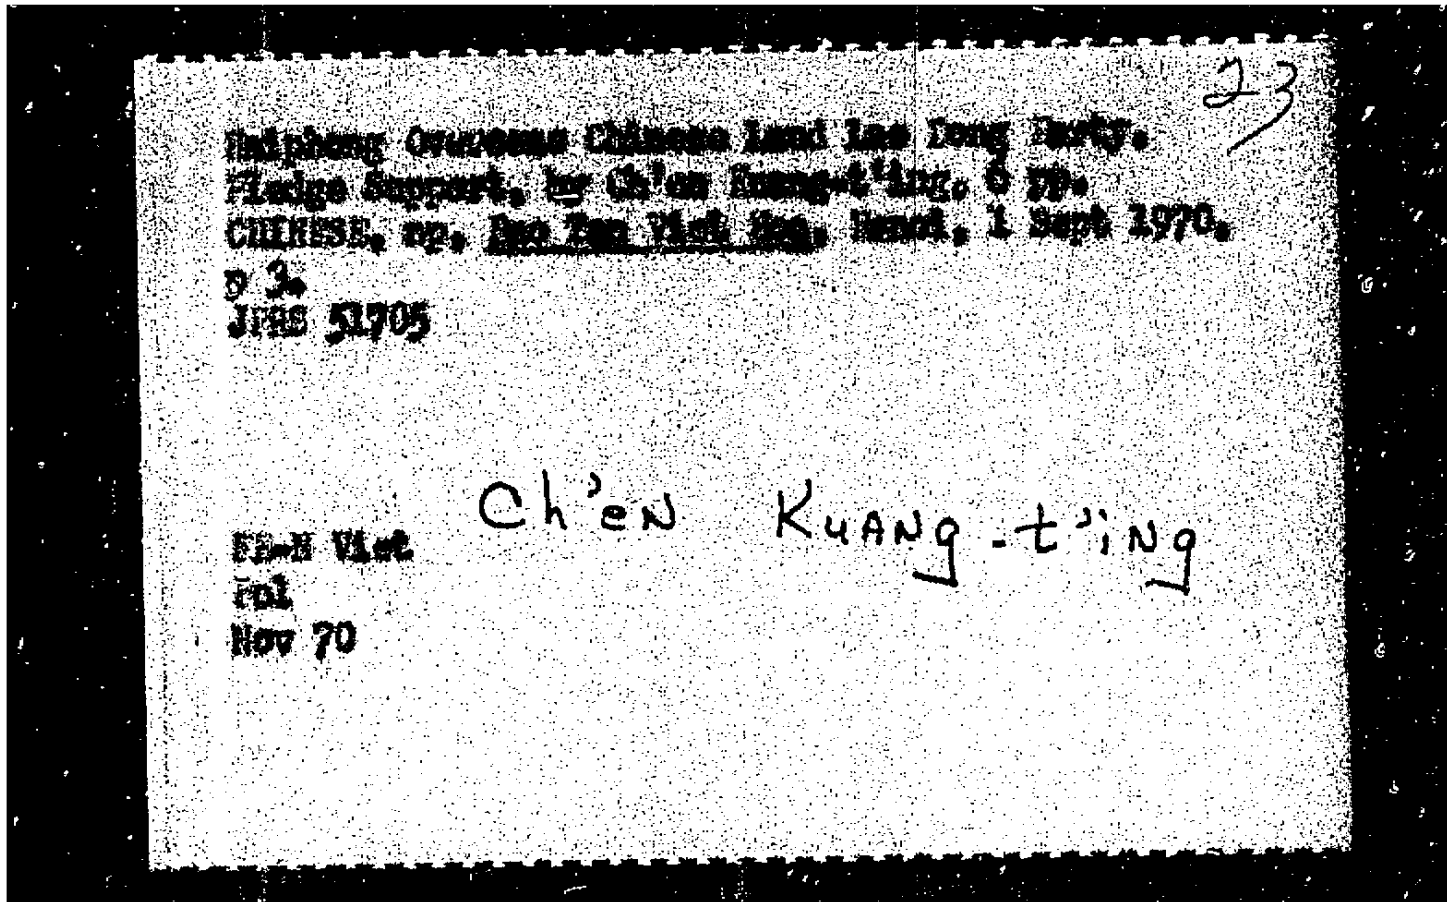 23
Haiphong Overseas Chinese Laud Lao Dong Party,
Pledge Support, by Ch'en Kuang-t'ing, 6 pp.
CHINESE, np, Tan Viet Hoa, Hanoi, 1 Sept 1970,
p 3.
JPRS 51705
Ch'eN KuANg-t'iNg
FE-N Viet
Pol
Nov 70